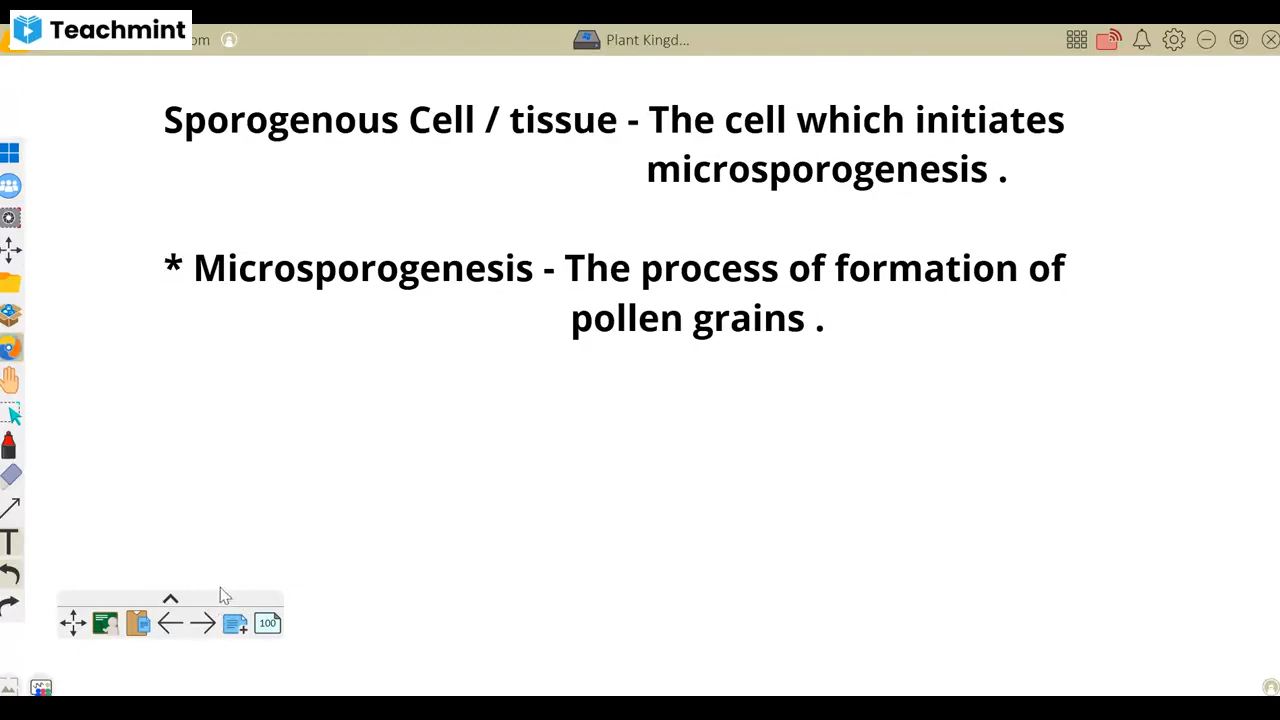 Teachmint
om
Plant Kingd...
Sporogenous Cell / tissue - The cell which initiates
microsporogenesis .
* Microsporogenesis - The process of formation of
pollen grains .
T
100